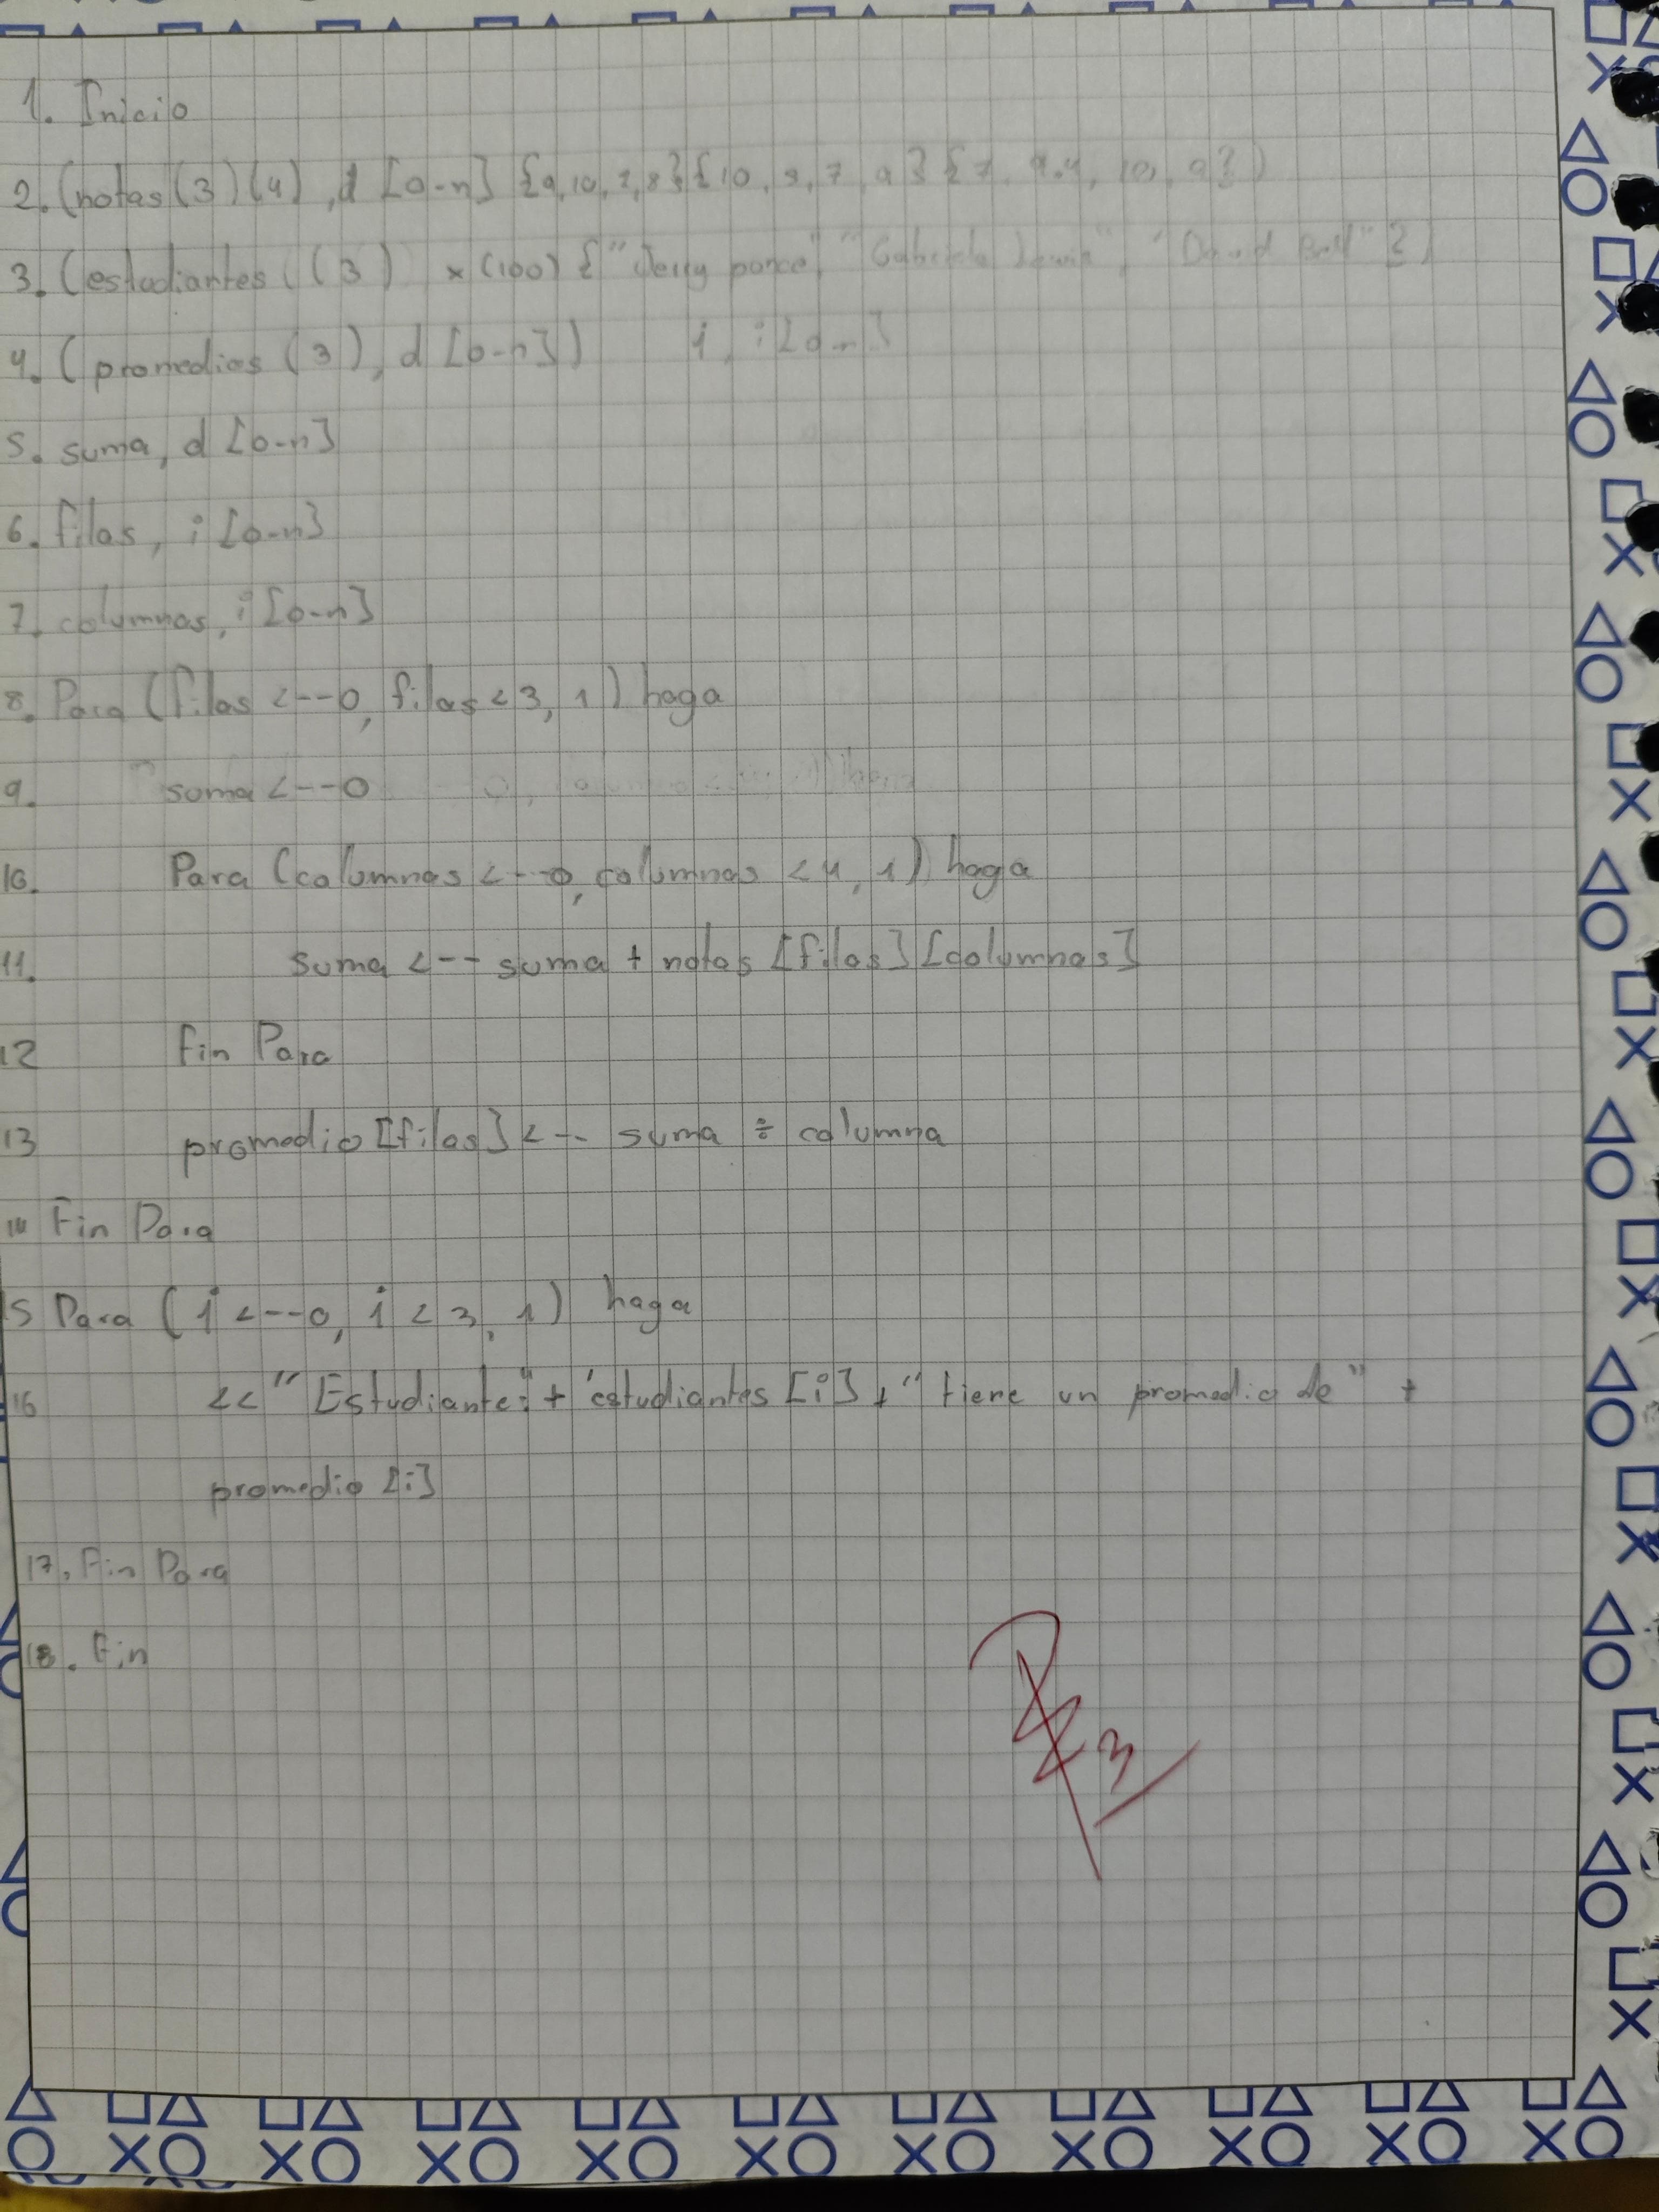 1. Inicio
2. (notas (3)(4), d [0-n] {9,10,7,8}{10, 9, 7, 9}{7, 9.4, 10, 9})
3. (estudiantes ((3) x (100) {"Jerry ponce", "Gabriela", "David Bell"})
4. (promedios (3), d [0-n]) i, i[0-n]
5. suma, d [0-n]
6. filas, i [0-n]
7. columnas, i [0-n]
8. Para (filas <--0, filas < 3, 1) haga
9. suma <--0
10. Para (columnas <--0, columnas < 4, 1) haga
11. suma <-- suma + notas [filas][columnas]
12 fin Para
13 promedio [filas] <-- suma ÷ columna
14 Fin Para
15 Para (i <--0, i < 3, 1) haga
16 << "Estudiante:" + estudiantes [i] + "tiene un promedio de" +
promedio [i]
17. Fin Para
18. Fin
3